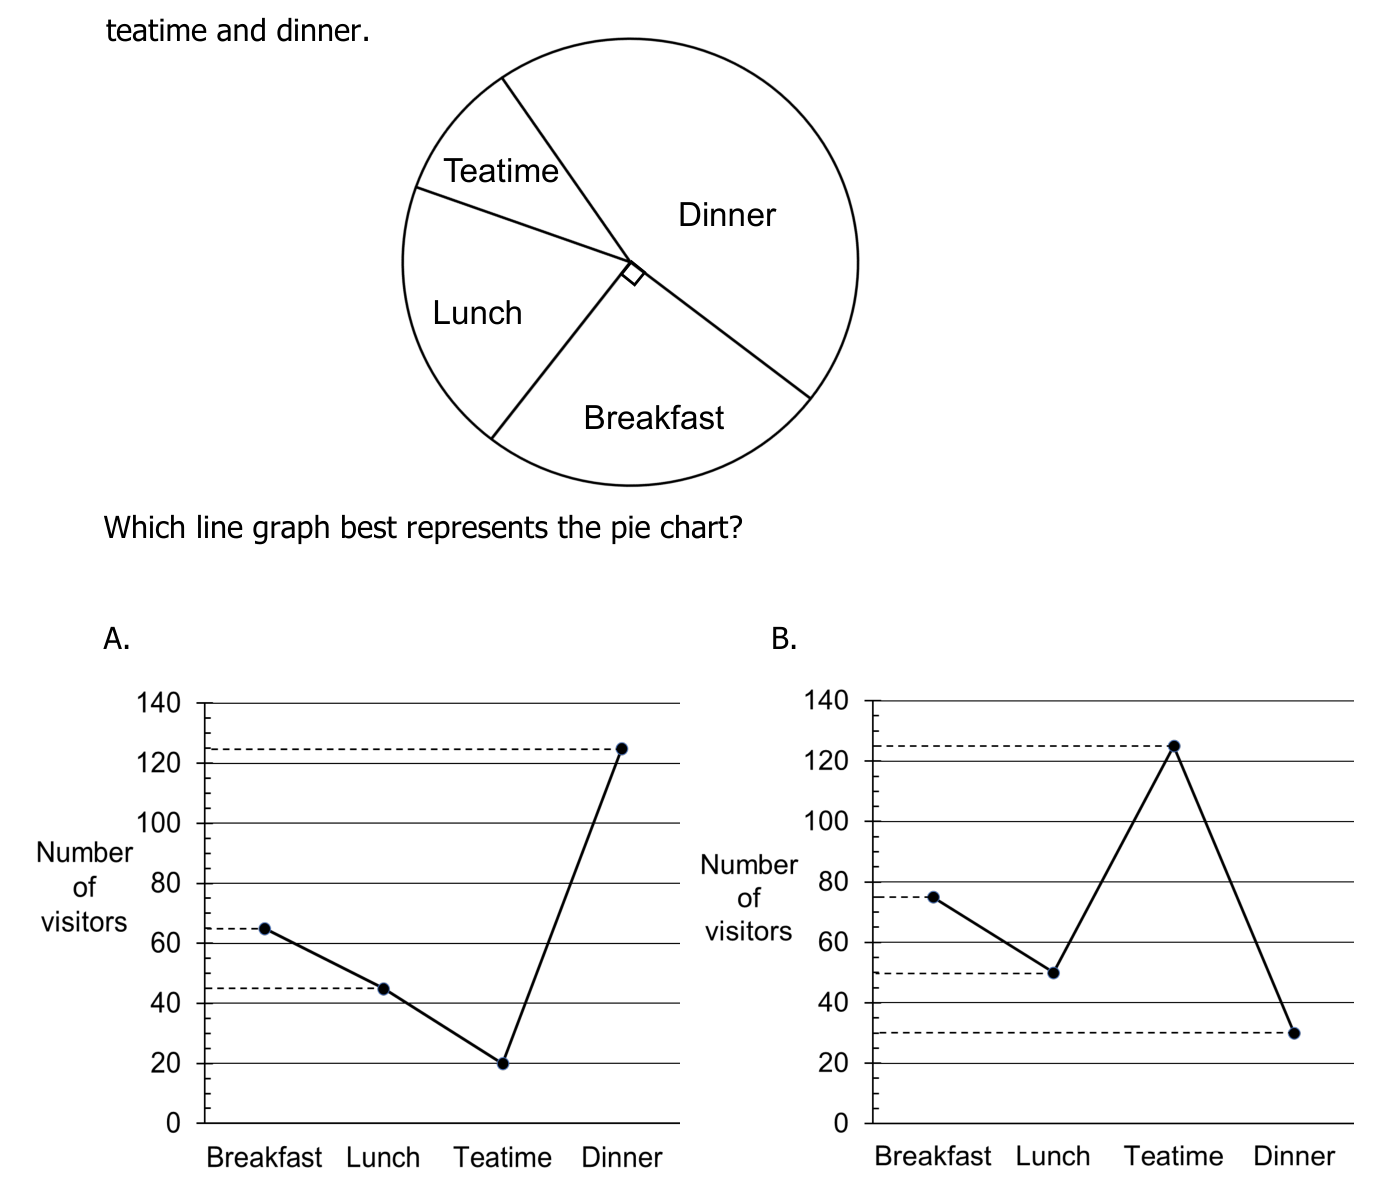 teatime and dinner.
Teatime
Dinner
Lunch
Breakfast
Which line graph best represents the pie chart?
A.
140
120
100
80
60
40
20
0
Number
of
visitors
Breakfast Lunch Teatime Dinner
B.
140
120
100
80
60
40
20
0
Number
of
visitors
Breakfast Lunch Teatime Dinner